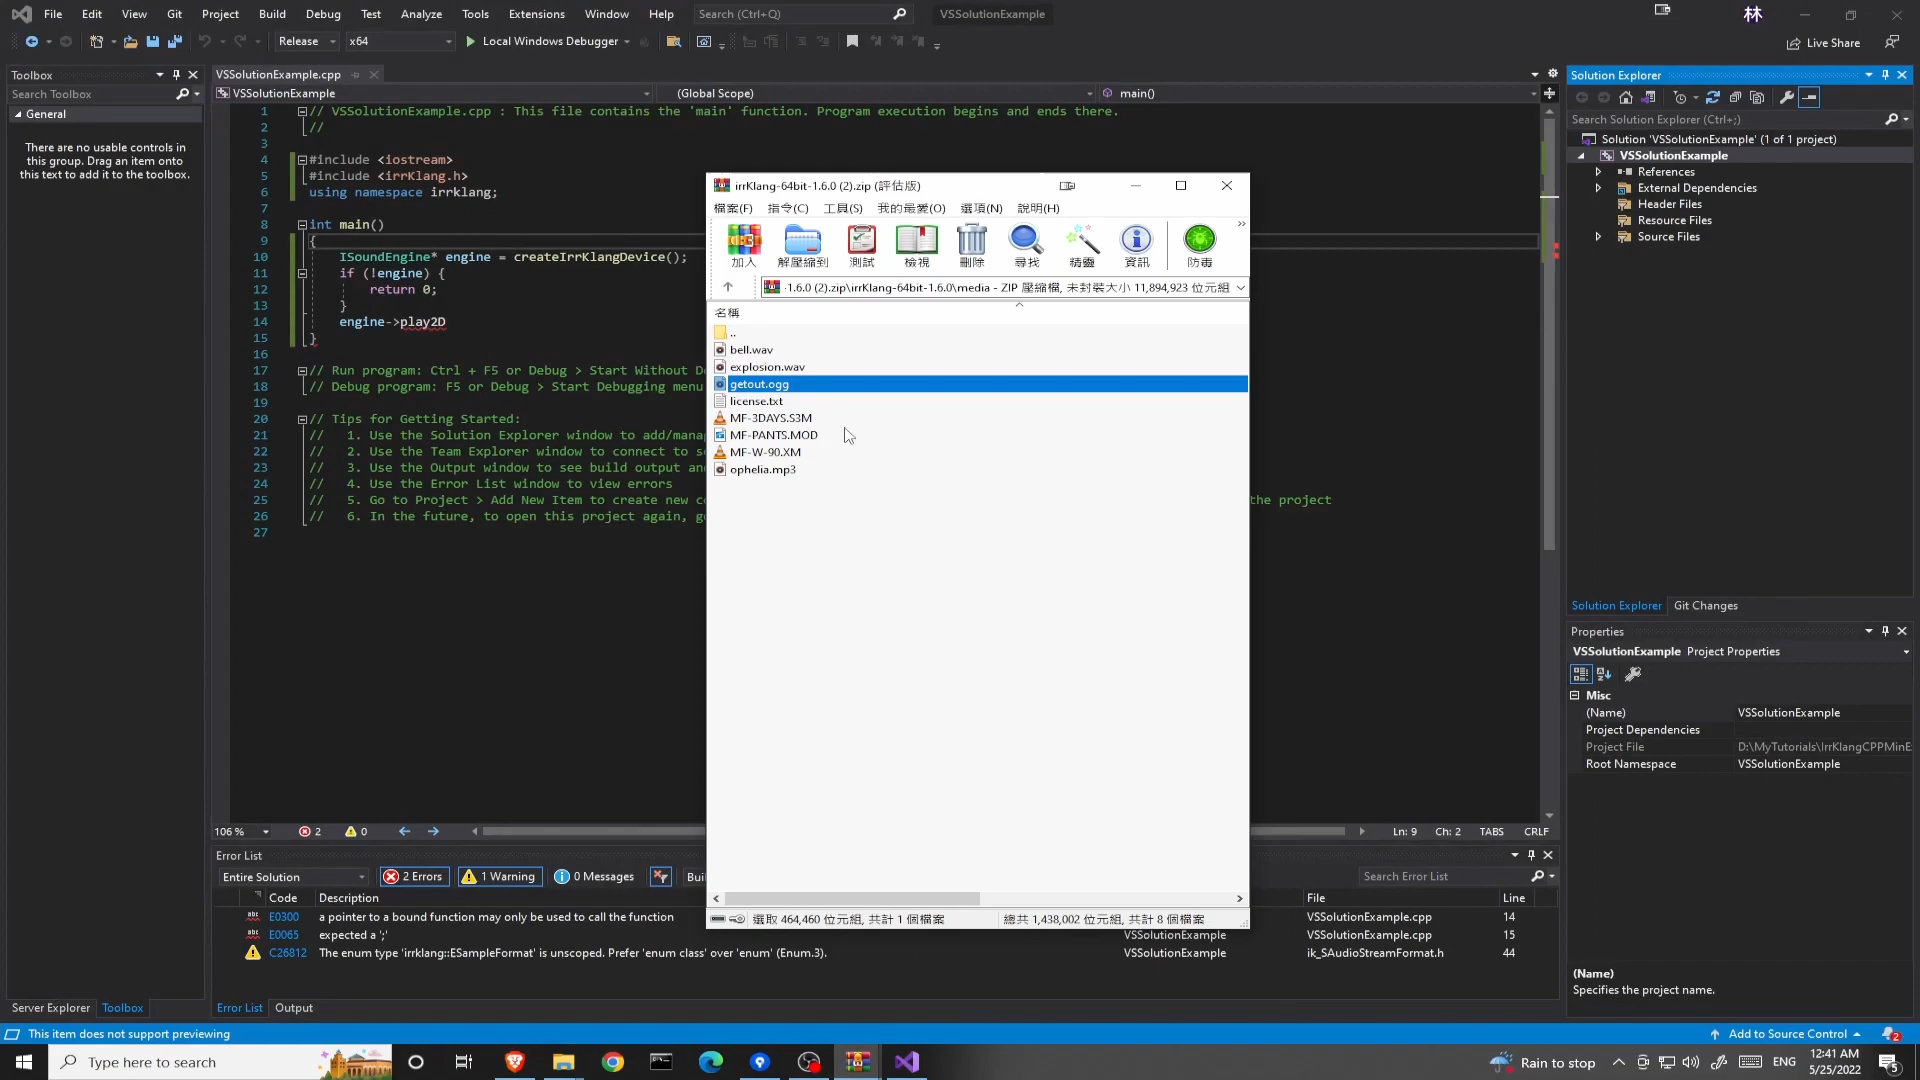 File Edit View Git Project Build Debug Test Analyze Tools Extensions Window Help Search (Ctrl+Q) VSSolutionExample 林
Release x64 Local Windows Debugger Live Share
Toolbox
Search Toolbox
General
There are no usable controls in
this group. Drag an item onto
this text to add it to the toolbox.
VSSolutionExample.cpp
VSSolutionExample (Global Scope) main()
1 // VSSolutionExample.cpp : This file contains the 'main' function. Program execution begins and ends there.
2 //
3
4 #include <iostream>
5 #include <irrKlang.h>
6 using namespace irrklang;
7
8 int main()
9 {
10 ISoundEngine* engine = createIrrKlangDevice();
11 if (!engine) {
12 return 0;
13 }
14 engine->play2D
15 }
16
17 // Run program: Ctrl + F5 or Debug > Start Without De
18 // Debug program: F5 or Debug > Start Debugging menu
19
20 // Tips for Getting Started:
21 // 1. Use the Solution Explorer window to add/mana
22 // 2. Use the Team Explorer window to connect to s
23 // 3. Use the Output window to see build output an
24 // 4. Use the Error List window to view errors
25 // 5. Go to Project > Add New Item to create new c the project
26 // 6. In the future, to open this project again, g
27
irrKlang-64bit-1.6.0 (2).zip (評估版)
檔案(F) 指令(C) 工具(S) 我的最愛(O) 選項(N) 說明(H)
加入 解壓縮到 測試 檢視 刪除 尋找 精靈 資訊 防毒
-1.6.0 (2).zip\irrKlang-64bit-1.6.0\media - ZIP 壓縮檔, 未封裝大小 11,894,923 位元組
名稱
..
bell.wav
explosion.wav
getout.ogg
license.txt
MF-3DAYS.S3M
MF-PANTS.MOD
MF-W-90.XM
ophelia.mp3
選取 464,460 位元組, 共計 1 個檔案 總共 1,438,002 位元組, 共計 8 個檔案
106 % 2 0 Ln: 9 Ch: 2 TABS CRLF
Error List
Entire Solution 2 Errors 1 Warning 0 Messages Bui Search Error List
Code Description File Line
abc E0300 a pointer to a bound function may only be used to call the function VSSolutionExample.cpp 14
abc E0065 expected a ';' VSSolutionExample VSSolutionExample.cpp 15
C26812 The enum type 'irrklang::ESampleFormat' is unscoped. Prefer 'enum class' over 'enum' (Enum.3). VSSolutionExample ik_SAudioStreamFormat.h 44
Server Explorer Toolbox Error List Output
Solution Explorer
Search Solution Explorer (Ctrl+;)
Solution 'VSSolutionExample' (1 of 1 project)
VSSolutionExample
References
External Dependencies
Header Files
Resource Files
Source Files
Solution Explorer Git Changes
Properties
VSSolutionExample Project Properties
Misc
(Name) VSSolutionExample
Project Dependencies
Project File D:\MyTutorials\IrrKlangCPPMinE
Root Namespace VSSolutionExample
(Name)
Specifies the project name.
This item does not support previewing Add to Source Control 2
Type here to search Rain to stop ENG 12:41 AM
5/25/2022 5